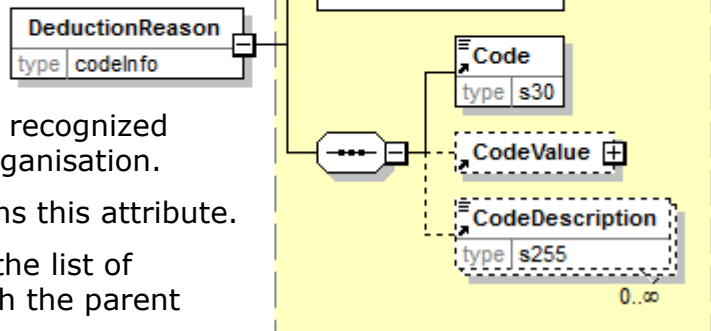 DeductionReason
type codeInfo
recognized
ganisation.
ns this attribute.
the list of
h the parent
Code
type s30
CodeValue
CodeDescription
type s255
0..∞